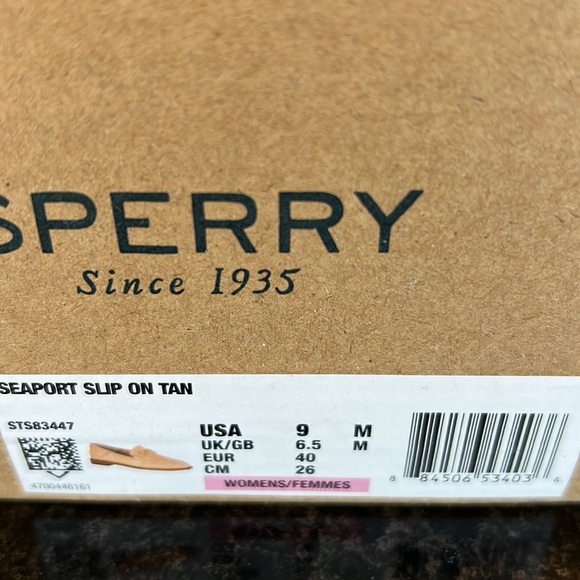 SPERRY
Since 1935
SEAPORT SLIP ON TAN
STS83447
USA 9 M
UK/GB 6.5 M
EUR 40
CM 26
WOMENS/FEMMES
4700446161
8 84506 53403 6